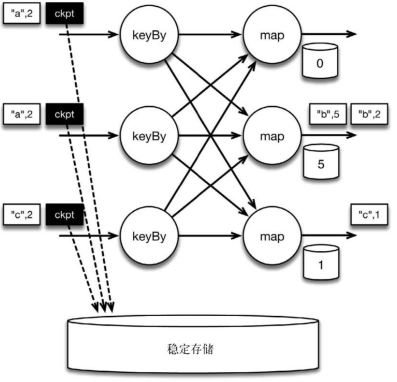 "a",2 ckpt keyBy map
0
"a",2 ckpt keyBy map "b",5 "b",2
5
"c",2 ckpt keyBy map "c",1
1
稳定存储